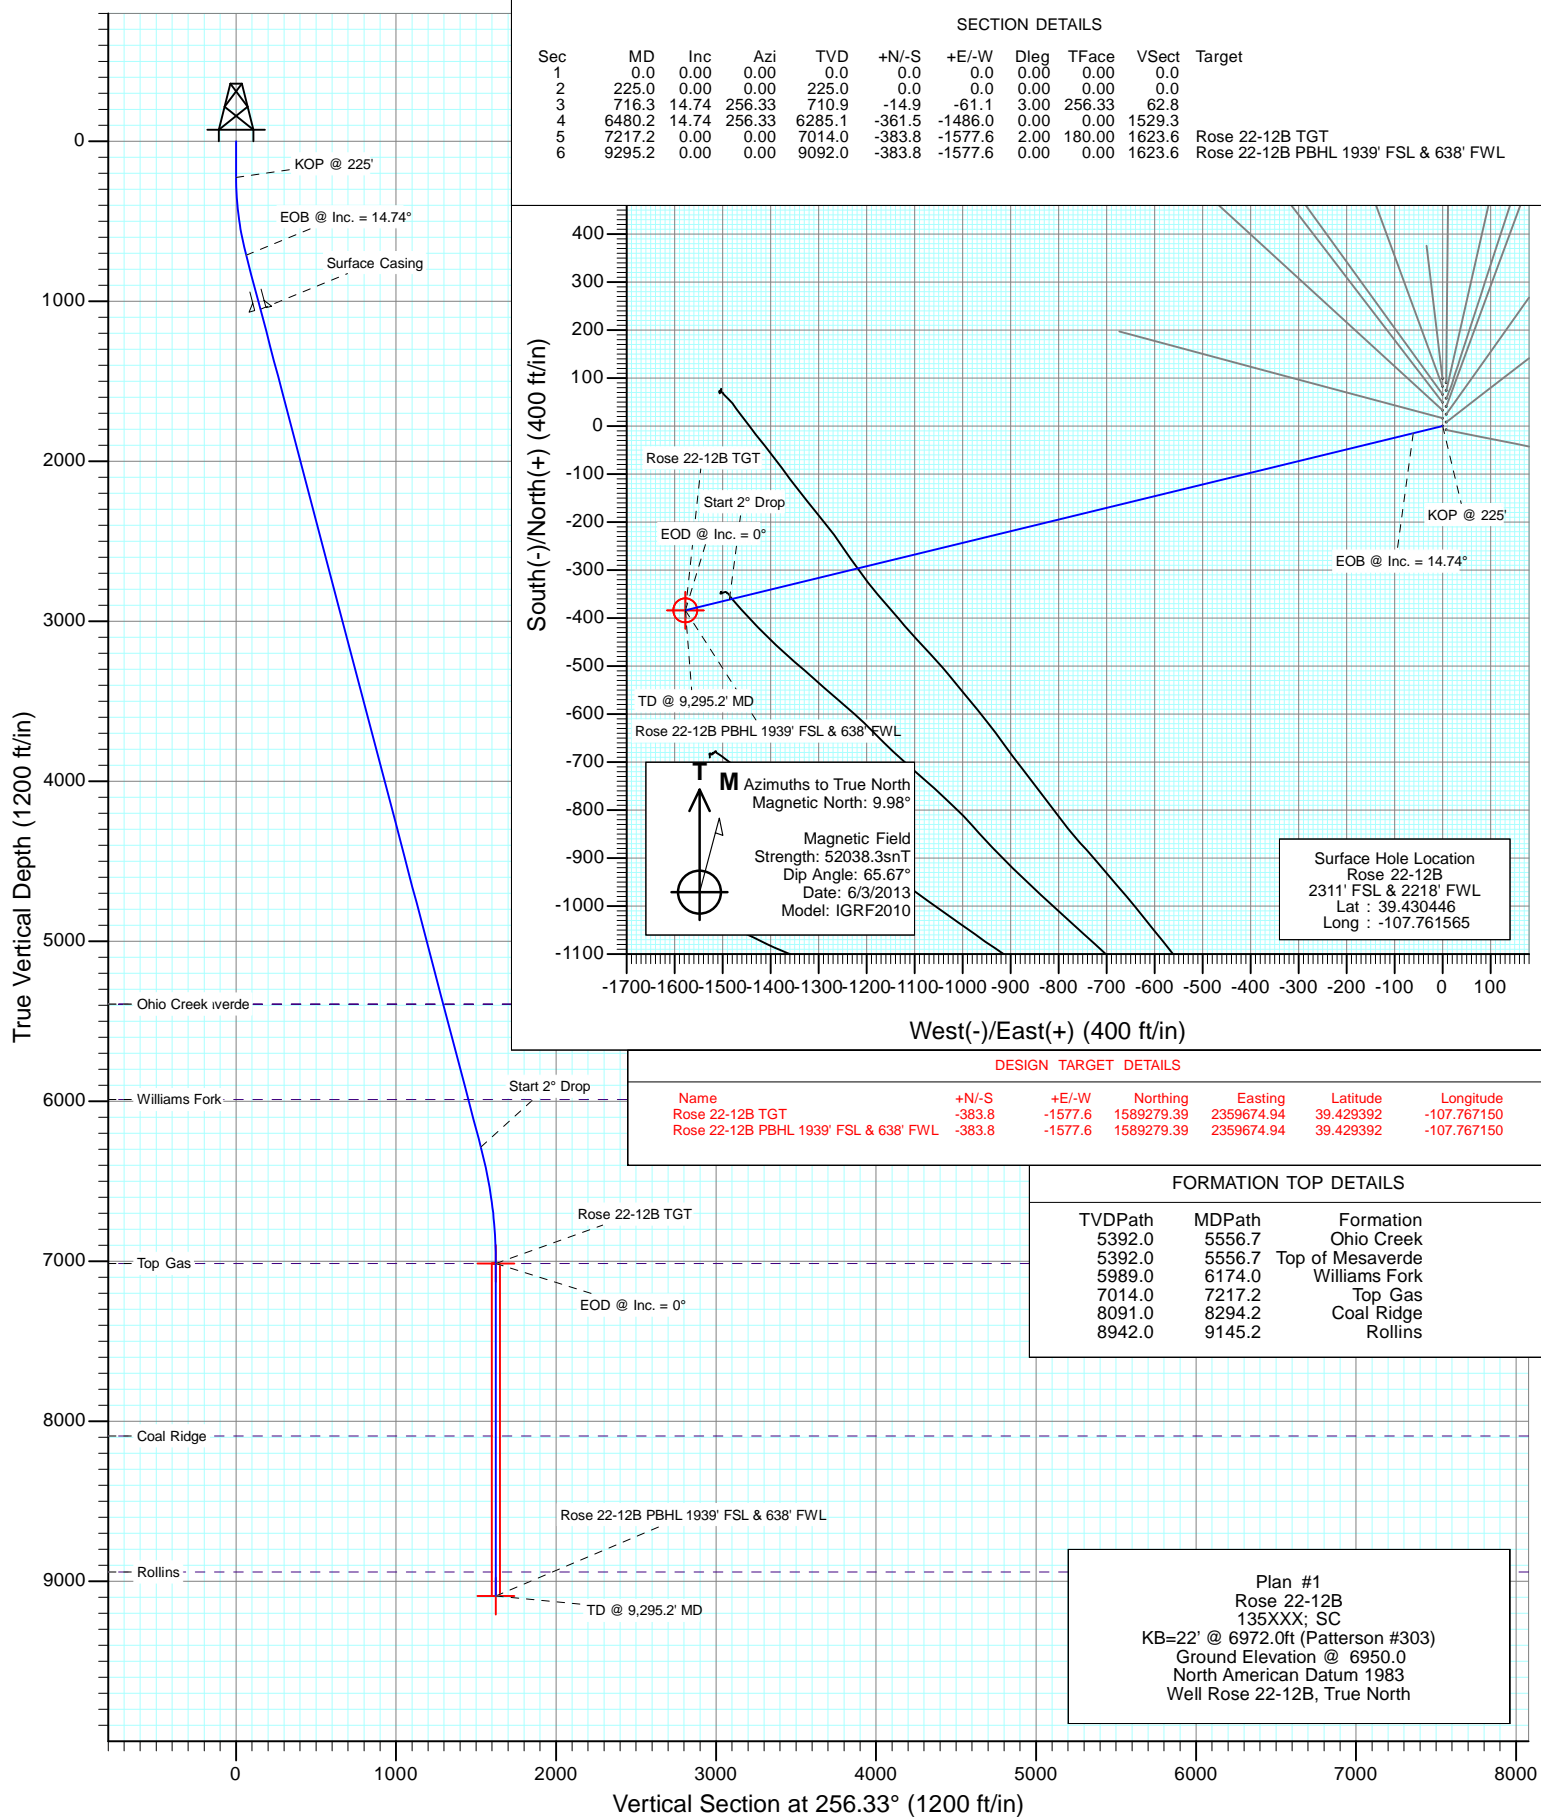 SECTION DETAILS
Sec MD Inc Azi TVD +N/-S +E/-W Dleg TFace VSect Target
1 0.0 0.00 0.00 0.0 0.0 0.0 0.00 0.00 0.0
2 225.0 0.00 0.00 225.0 0.0 0.0 0.00 0.00 0.0
3 716.3 14.74 256.33 710.9 -14.9 -61.1 3.00 256.33 62.8
4 6480.2 14.74 256.33 6285.1 -361.5 -1486.0 0.00 0.00 1529.3
5 7217.2 0.00 0.00 7014.0 -383.8 -1577.6 2.00 180.00 1623.6 Rose 22-12B TGT
6 9295.2 0.00 0.00 9092.0 -383.8 -1577.6 0.00 0.00 1623.6 Rose 22-12B PBHL 1939' FSL & 638' FWL
True Vertical Depth (1200 ft/in)
0
1000
2000
3000
4000
5000
6000
7000
8000
9000
KOP @ 225'
EOB @ Inc. = 14.74°
Surface Casing
Ohio Creek verde
Williams Fork
Start 2° Drop
Rose 22-12B TGT
Top Gas
EOD @ Inc. = 0°
Coal Ridge
Rose 22-12B PBHL 1939' FSL & 638' FWL
Rollins
TD @ 9,295.2' MD
0 1000 2000 3000 4000 5000 6000 7000 8000
Vertical Section at 256.33° (1200 ft/in)
South(-)/North(+) (400 ft/in)
400
300
200
100
0
-100
-200
-300
-400
-500
-600
-700
-800
-900
-1000
-1100
Rose 22-12B TGT
Start 2° Drop
EOD @ Inc. = 0°
KOP @ 225'
EOB @ Inc. = 14.74°
TD @ 9,295.2' MD
Rose 22-12B PBHL 1939' FSL & 638' FWL
T
M
Azimuths to True North
Magnetic North: 9.98°
Magnetic Field
Strength: 52038.3snT
Dip Angle: 65.67°
Date: 6/3/2013
Model: IGRF2010
Surface Hole Location
Rose 22-12B
2311' FSL & 2218' FWL
Lat : 39.430446
Long : -107.761565
-1700 -1600 -1500 -1400 -1300 -1200 -1100 -1000 -900 -800 -700 -600 -500 -400 -300 -200 -100 0 100
West(-)/East(+) (400 ft/in)
DESIGN TARGET DETAILS
Name +N/-S +E/-W Northing Easting Latitude Longitude
Rose 22-12B TGT -383.8 -1577.6 1589279.39 2359674.94 39.429392 -107.767150
Rose 22-12B PBHL 1939' FSL & 638' FWL -383.8 -1577.6 1589279.39 2359674.94 39.429392 -107.767150
FORMATION TOP DETAILS
TVDPath MDPath Formation
5392.0 5556.7 Ohio Creek
5392.0 5556.7 Top of Mesaverde
5989.0 6174.0 Williams Fork
7014.0 7217.2 Top Gas
8091.0 8294.2 Coal Ridge
8942.0 9145.2 Rollins
Plan #1
Rose 22-12B
135XXX; SC
KB=22' @ 6972.0ft (Patterson #303)
Ground Elevation @ 6950.0
North American Datum 1983
Well Rose 22-12B, True North